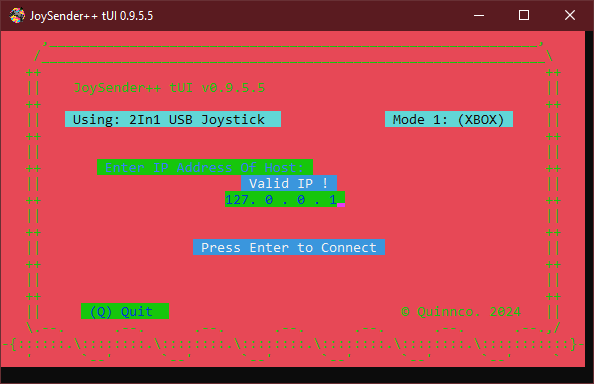 JoySender++ tUI 0.9.5.5
JoySender++ TUI v0.9.5.5
Using: 2In1 USB Joystick
Mode 1: (XBOX)
Enter IP Address Of Host:
Valid IP !
127. 0 . 0 . 1
Press Enter to Connect
(Q) Quit
© Quinnco. 2024